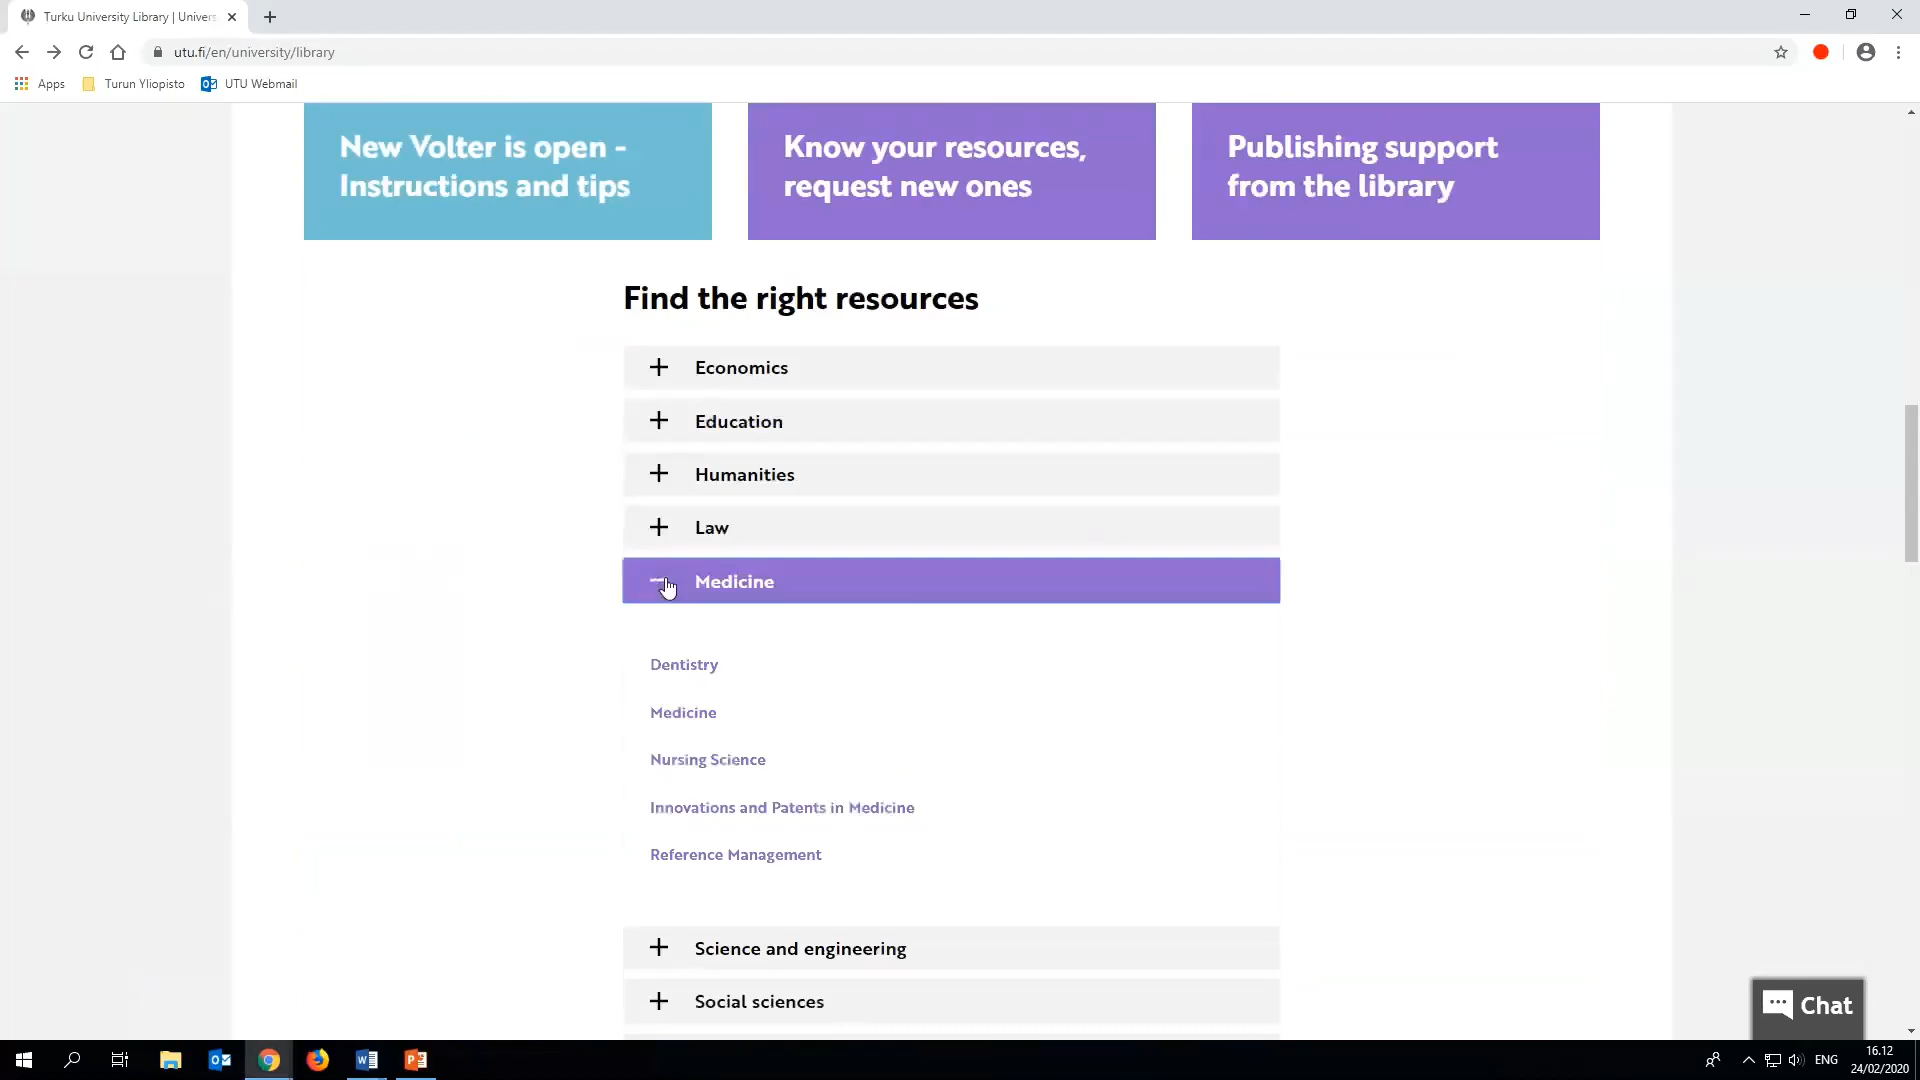 Turku University Library | Univers
utu.fi/en/university/library
Apps
Turun Yliopisto
UTU Webmail
New Volter is open -
Instructions and tips
Know your resources,
request new ones
Publishing support
from the library
Find the right resources
Economics
Education
Humanities
Law
Medicine
Dentistry
Medicine
Nursing Science
Innovations and Patents in Medicine
Reference Management
Science and engineering
Social sciences
Chat
ENG
16.12
24/02/2020